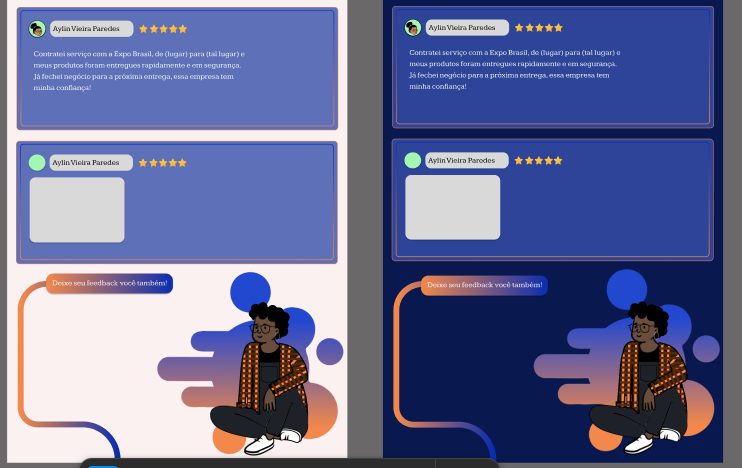 Aylin Vieira Paredes
Contratei serviço com a Expo Brasil, de (lugar) para (tal lugar) e
meus produtos foram entregues rapidamente e em segurança.
Já fechei negócio para a próxima entrega, essa empresa tem
minha confiança!
Aylin Vieira Paredes
Deixe seu feedback você também!
Aylin Vieira Paredes
Contratei serviço com a Expo Brasil, de (lugar) para (tal lugar) e
meus produtos foram entregues rapidamente e em segurança.
Já fechei negócio para a próxima entrega, essa empresa tem
minha confiança!
Aylin Vieira Paredes
Deixe seu feedback você também!